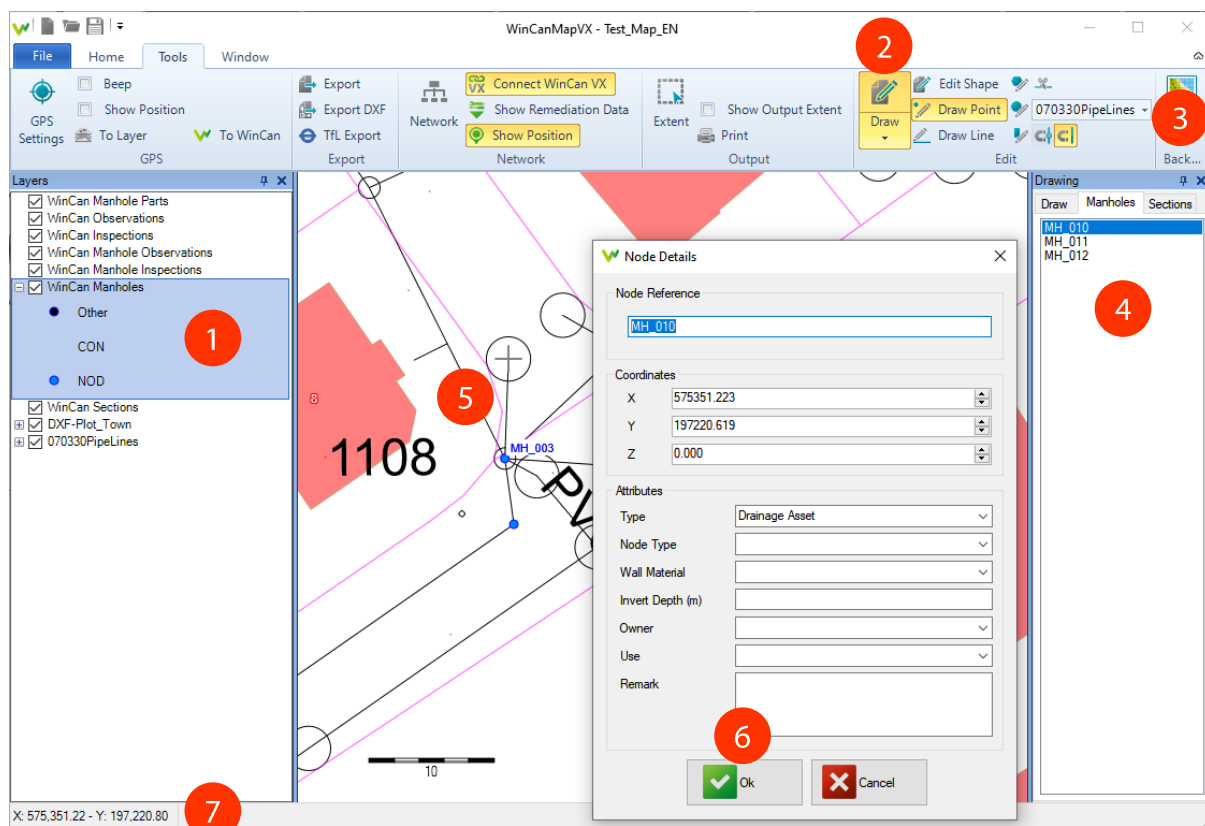 WinCanMapVX - Test_Map_EN
File Home Tools Window
2
GPS Settings
Beep
Show Position
To Layer To WinCan
GPS
Export
Export DXF
TfL Export
Export
Network
VX Connect WinCan VX
Show Remediation Data
Show Position
Network
Extent
Show Output Extent
Print
Output
Draw
Edit Shape
Draw Point
Draw Line
070330PipeLines
Edit
3
Back...
Layers
WinCan Manhole Parts
WinCan Observations
WinCan Inspections
WinCan Manhole Observations
WinCan Manhole Inspections
WinCan Manholes
Other
CON
NOD
1
WinCan Sections
DXF-Plot_Town
070330PipeLines
8
5
1108
MH_003
PV
10
Node Details
Node Reference
MH_010
Coordinates
X 575351.223
Y 197220.619
Z 0.000
Attributes
Type Drainage Asset
Node Type
Wall Material
Invert Depth (m)
Owner
Use
Remark
6
Ok Cancel
Drawing
Draw Manholes Sections
MH_010
MH_011
MH_012
4
X: 575,351.22 - Y: 197,220.80
7